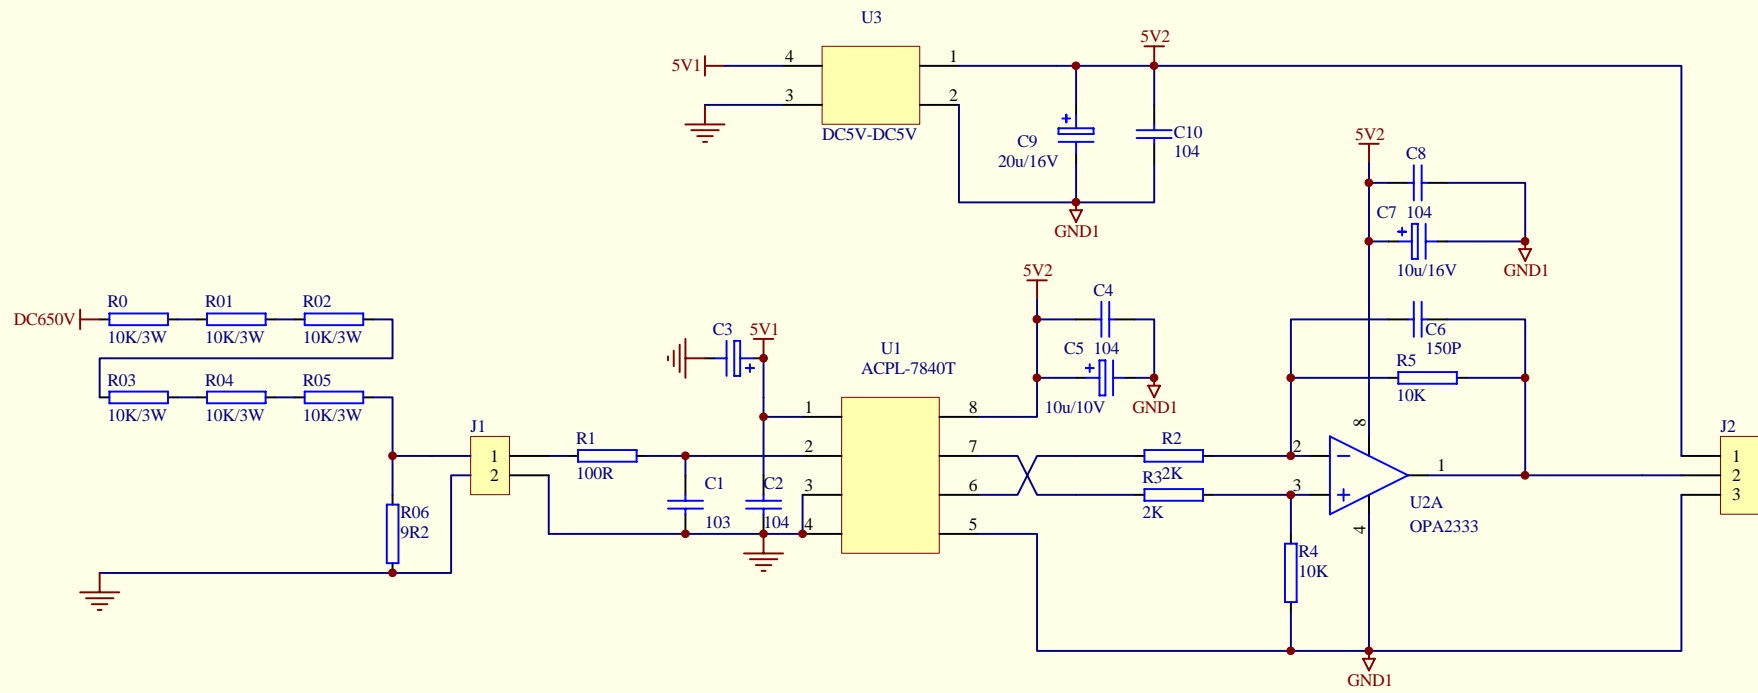 U3
5V1
4
3
1
2
DC5V-DC5V
5V2
C9
20u/16V
C10
104
GND1
5V2
C8
104
C7
10u/16V
GND1
DC650V
R0
10K/3W
R01
10K/3W
R02
10K/3W
R03
10K/3W
R04
10K/3W
R05
10K/3W
R06
9R2
J1
1
2
R1
100R
C1
103
C2
104
C3
5V1
U1
ACPL-7840T
1
2
3
4
8
7
6
5
5V2
C4
104
C5
10u/10V
GND1
R2
2K
R3
2K
R4
10K
C6
150P
R5
10K
2
3
8
4
1
U2A
OPA2333
GND1
J2
1
2
3